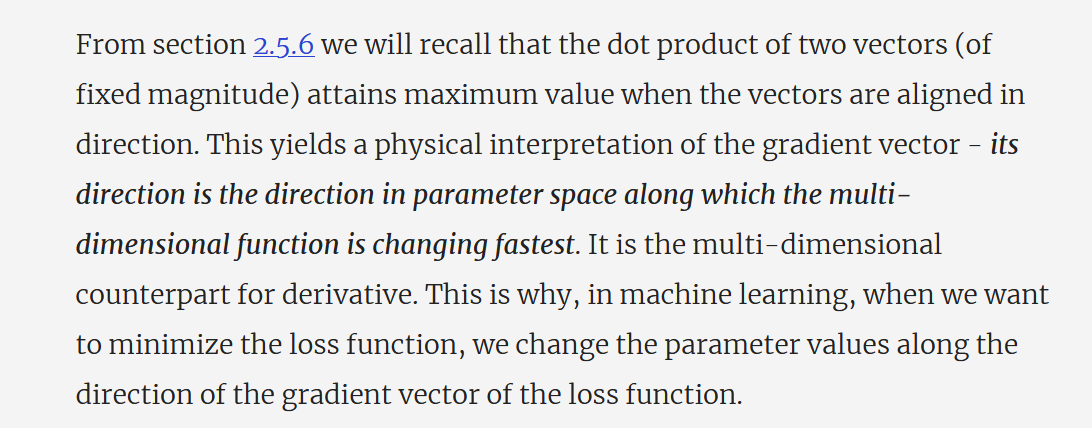 From section 2.5.6 we will recall that the dot product of two vectors (of
fixed magnitude) attains maximum value when the vectors are aligned in
direction. This yields a physical interpretation of the gradient vector - its
direction is the direction in parameter space along which the multi-
dimensional function is changing fastest. It is the multi-dimensional
counterpart for derivative. This is why, in machine learning, when we want
to minimize the loss function, we change the parameter values along the
direction of the gradient vector of the loss function.